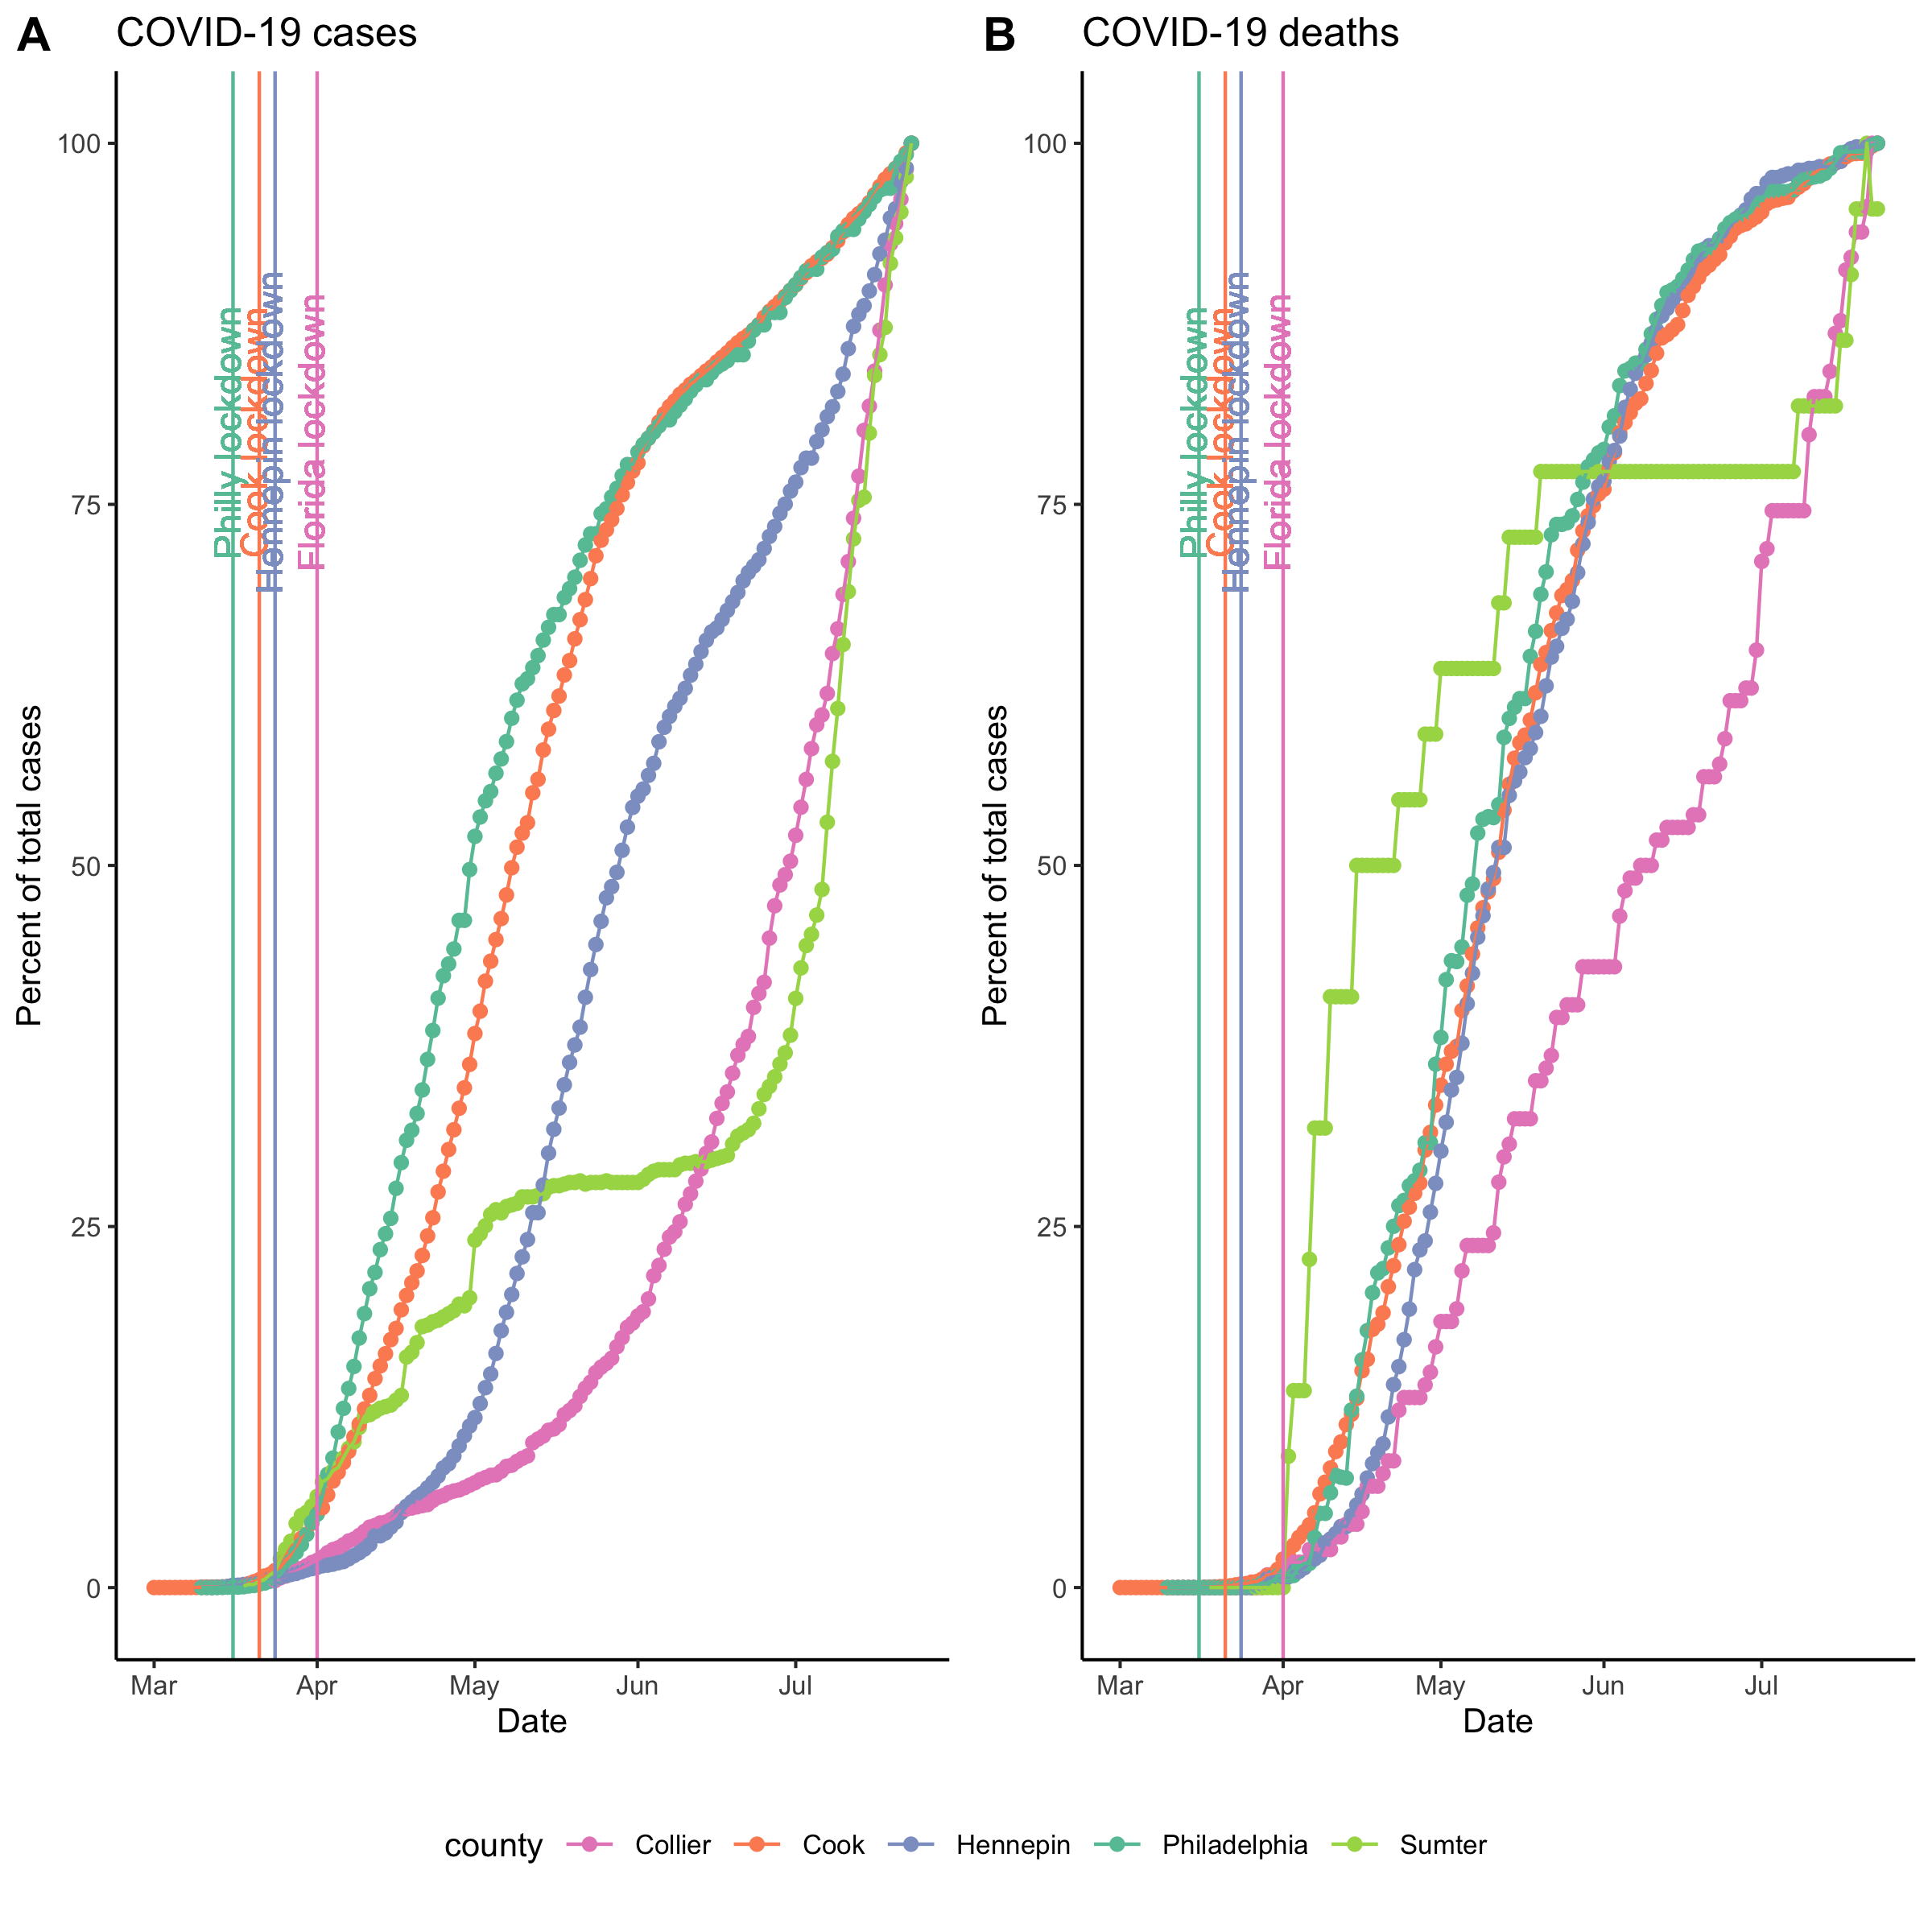 A COVID-19 cases
Percent of total cases
100
75
50
25
0
Philly lockdown
Cook lockdown
Hennepin lockdown
Florida lockdown
Mar Apr May Jun Jul
Date
B COVID-19 deaths
Percent of total cases
100
75
50
25
0
Philly lockdown
Cook lockdown
Hennepin lockdown
Florida lockdown
Mar Apr May Jun Jul
Date
county Collier Cook Hennepin Philadelphia Sumter